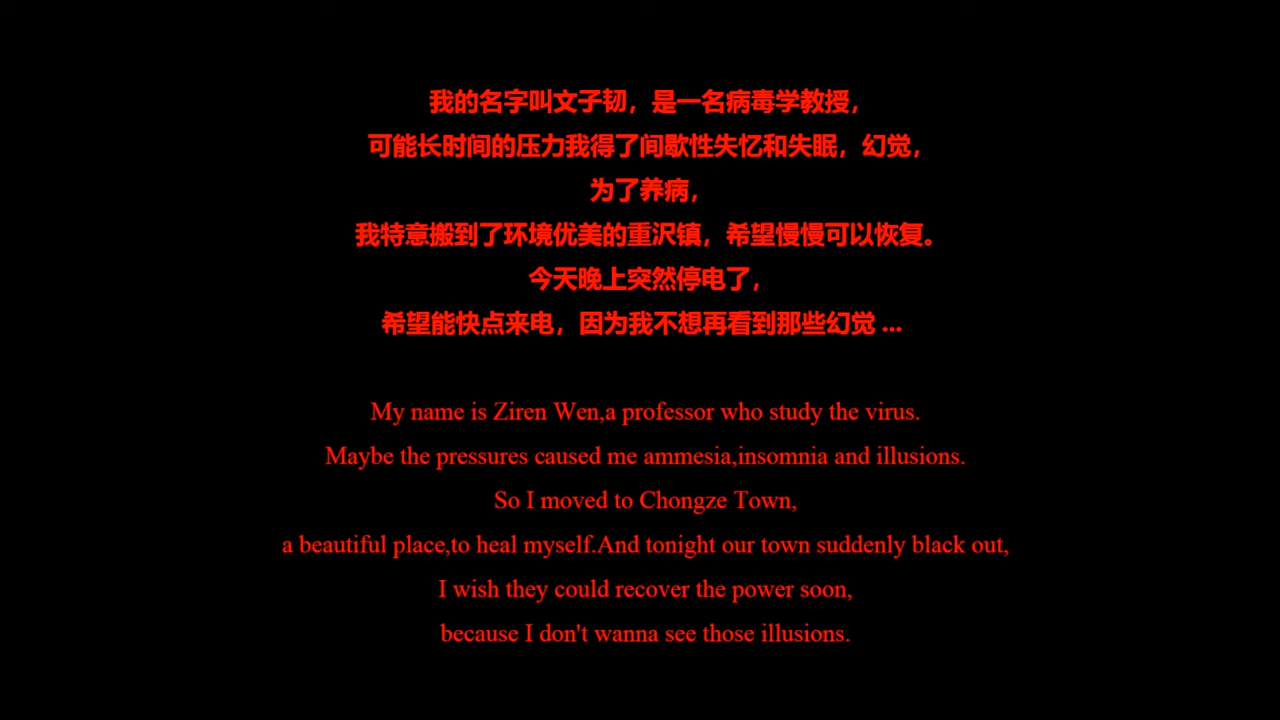 我的名字叫文子韧，是一名病毒学教授，
可能长时间的压力我得了间歇性失忆和失眠，幻觉，
为了养病，
我特意搬到了环境优美的重沢镇，希望慢慢可以恢复。
今天晚上突然停电了，
希望能快点来电，因为我不想再看到那些幻觉 ...
My name is Ziren Wen,a professor who study the virus.
Maybe the pressures caused me ammesia,insomnia and illusions.
So I moved to Chongze Town,
a beautiful place,to heal myself.And tonight our town suddenly black out,
I wish they could recover the power soon,
because I don't wanna see those illusions.